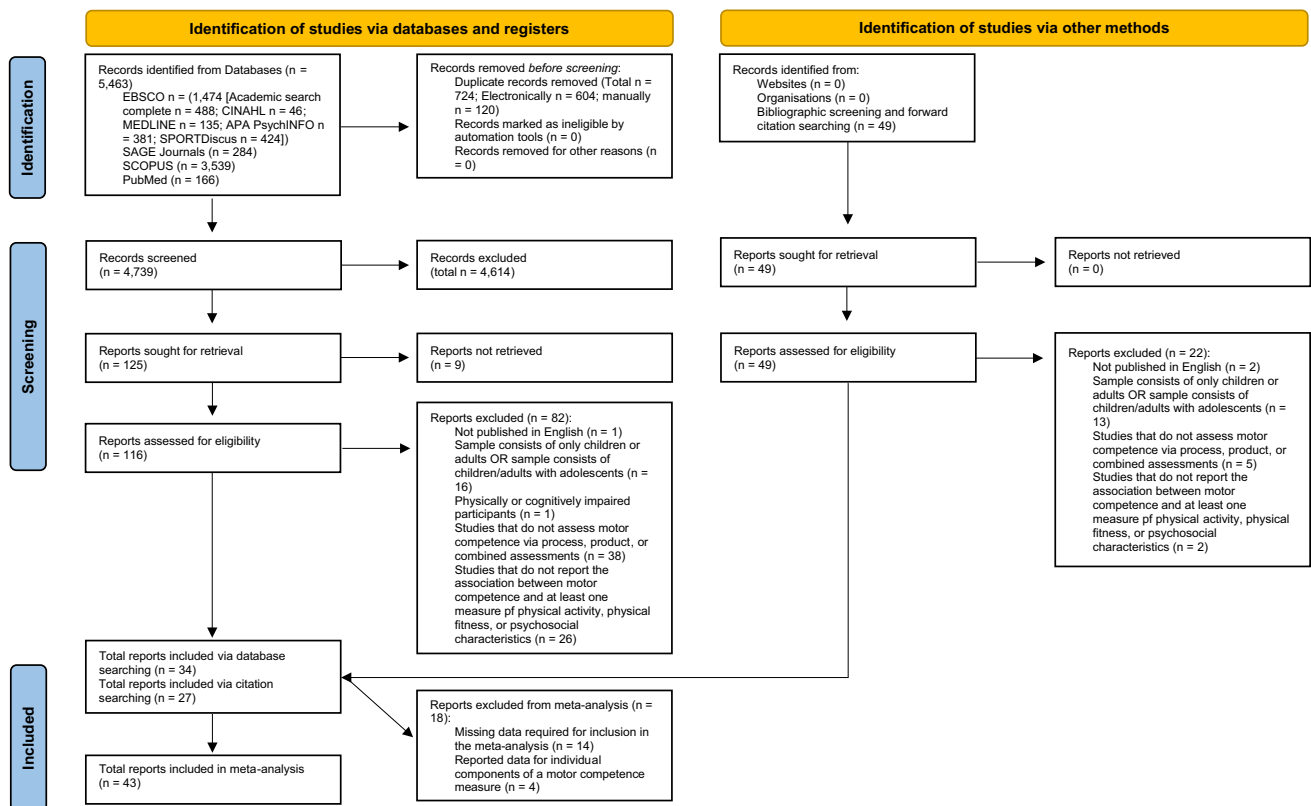 Identification of studies via databases and registers
Identification of studies via other methods
Identification
Records identified from Databases (n =
5,463)
EBSCO n = (1,474 [Academic search
complete n = 488; CINAHL n = 46;
MEDLINE n = 135; APA PsychINFO n
= 381; SPORTDiscus n = 424])
SAGE Journals (n = 284)
SCOPUS (n = 3,539)
PubMed (n = 166)
Records removed before screening:
Duplicate records removed (Total n =
724; Electronically n = 604; manually
n = 120)
Records marked as ineligible by
automation tools (n = 0)
Records removed for other reasons (n
= 0)
Records identified from:
Websites (n = 0)
Organisations (n = 0)
Bibliographic screening and forward
citation searching (n = 49)
Screening
Records screened
(n = 4,739)
Records excluded
(total n = 4,614)
Reports sought for retrieval
(n = 49)
Reports not retrieved
(n = 0)
Reports sought for retrieval
(n = 125)
Reports not retrieved
(n = 9)
Reports assessed for eligibility
(n = 49)
Reports excluded (n = 22):
Not published in English (n = 2)
Sample consists of only children or
adults OR sample consists of
children/adults with adolescents (n =
13)
Studies that do not assess motor
competence via process, product, or
combined assessments (n = 5)
Studies that do not report the
association between motor
competence and at least one
measure pf physical activity, physical
fitness, or psychosocial
characteristics (n = 2)
Reports assessed for eligibility
(n = 116)
Reports excluded (n = 82):
Not published in English (n = 1)
Sample consists of only children or
adults OR sample consists of
children/adults with adolescents (n =
16)
Physically or cognitively impaired
participants (n = 1)
Studies that do not assess motor
competence via process, product, or
combined assessments (n = 38)
Studies that do not report the
association between motor
competence and at least one
measure pf physical activity, physical
fitness, or psychosocial
characteristics (n = 26)
Included
Total reports included via database
searching (n = 34)
Total reports included via citation
searching (n = 27)
Reports excluded from meta-analysis (n =
18):
Missing data required for inclusion in
the meta-analysis (n = 14)
Reported data for individual
components of a motor competence
measure (n = 4)
Total reports included in meta-analysis
(n = 43)